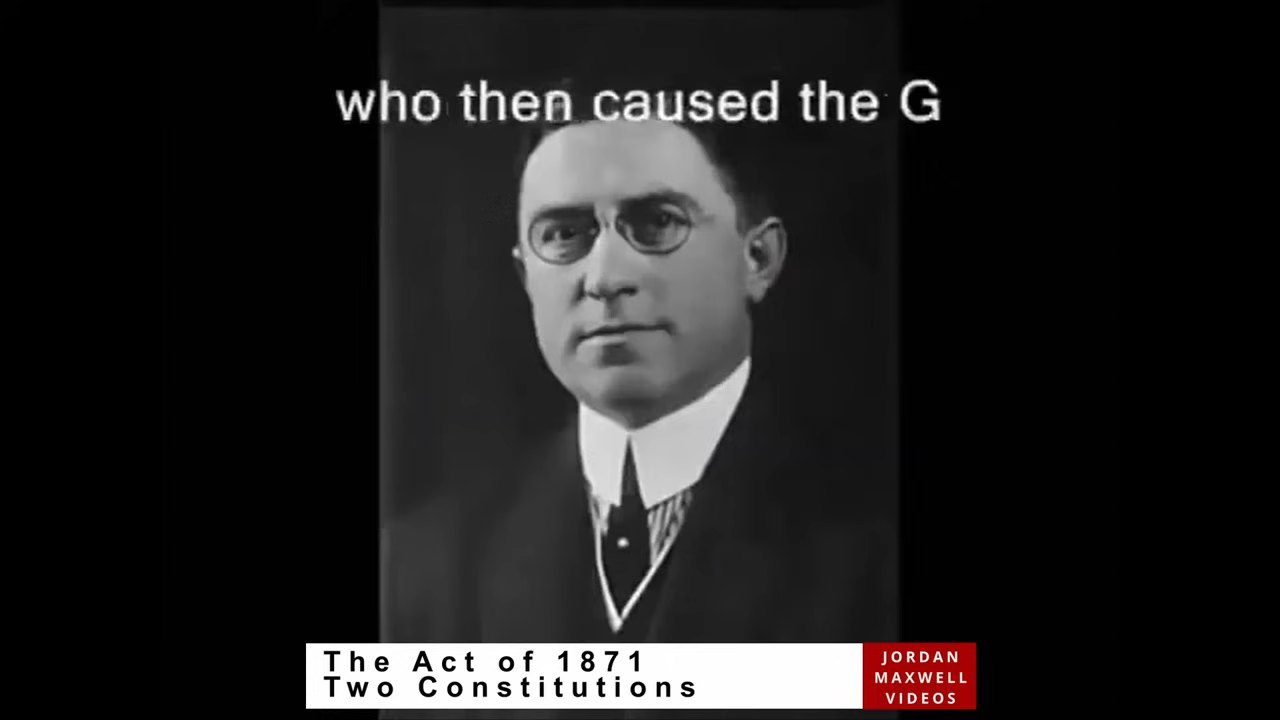 who then caused the G
The Act of 1871
Two Constitutions
JORDAN
MAXWELL
VIDEOS